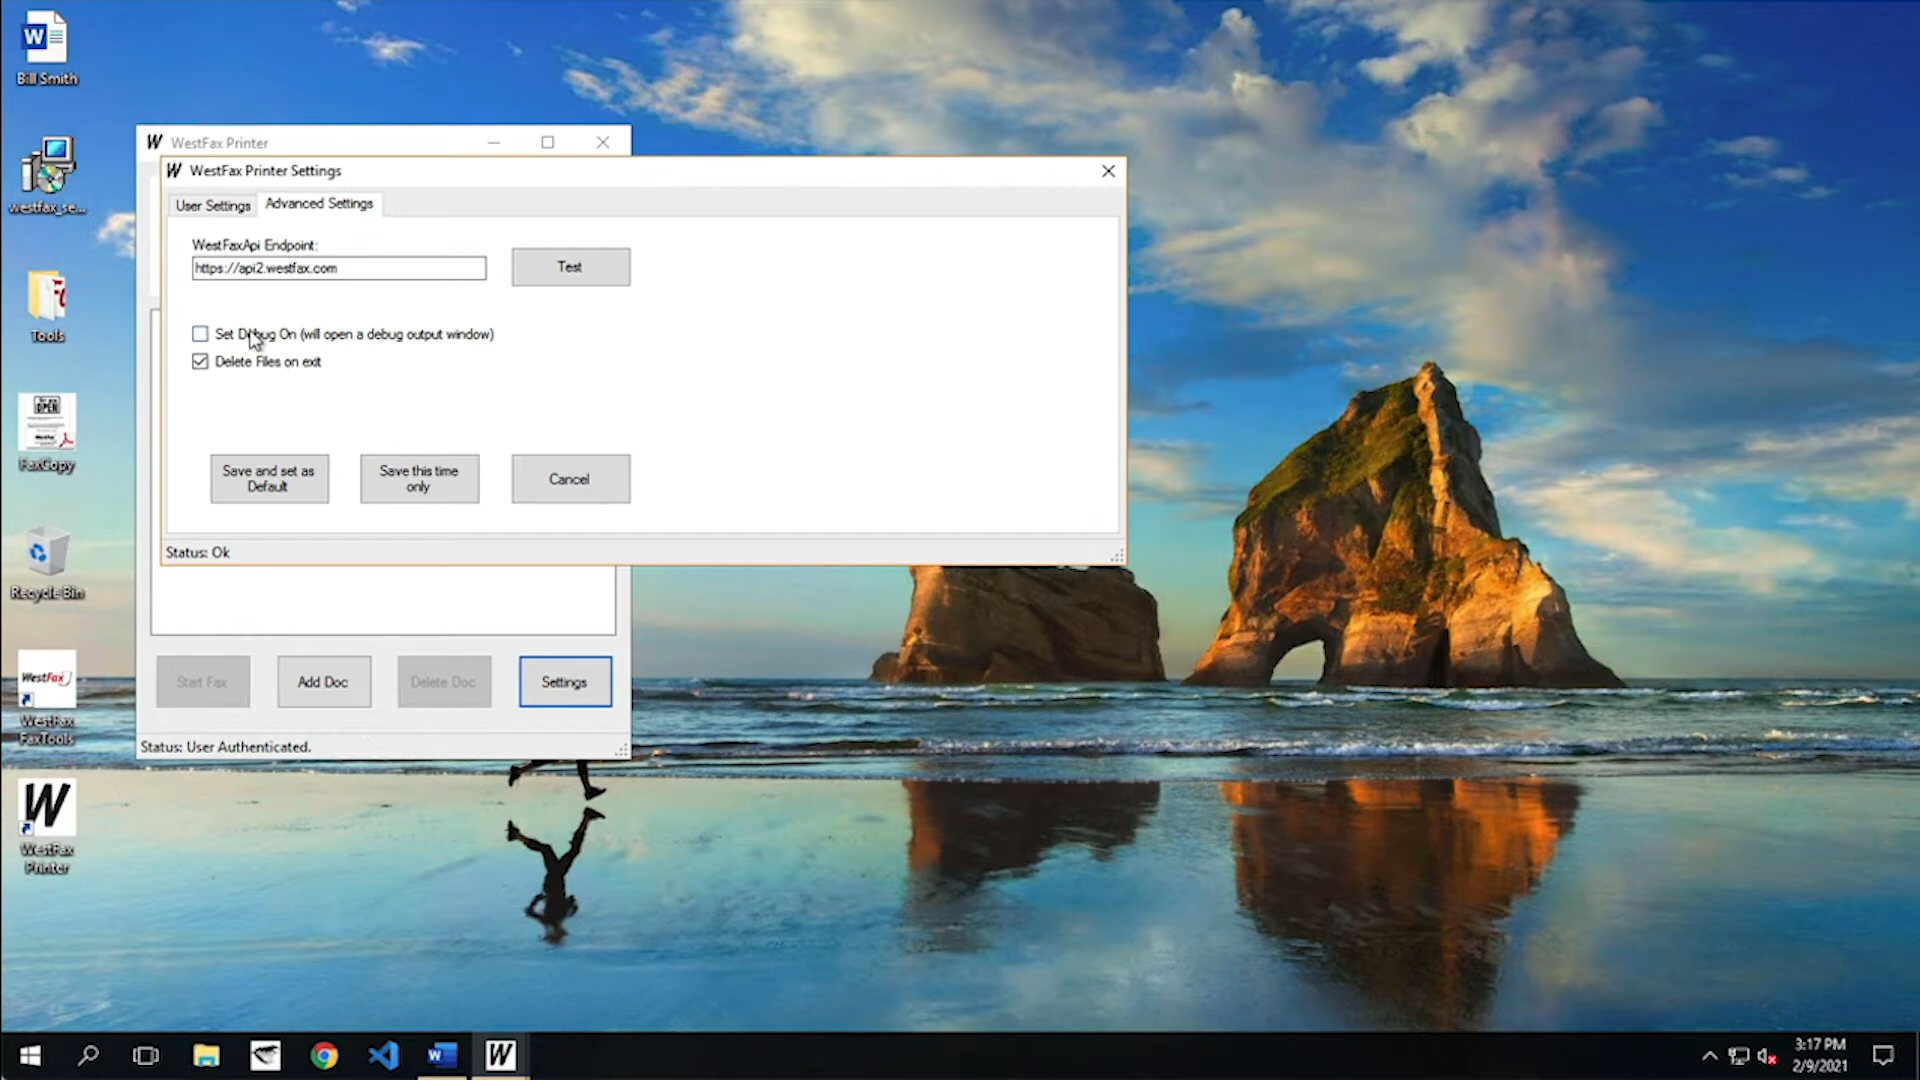 Bill Smith
westfax_se...
Tools
OPEN
FaxCopy
Recycle Bin
WestFax
WestFax
FaxTools
W
WestFax
Printer
W WestFax Printer
W WestFax Printer Settings
User Settings
Advanced Settings
WestFaxApi Endpoint:
https://api2.westfax.com
Test
Set Debug On (will open a debug output window)
Delete Files on exit
Save and set as
Default
Save this time
only
Cancel
Status: Ok
Start Fax
Add Doc
Delete Doc
Settings
Status: User Authenticated.
3:17 PM
2/9/2021